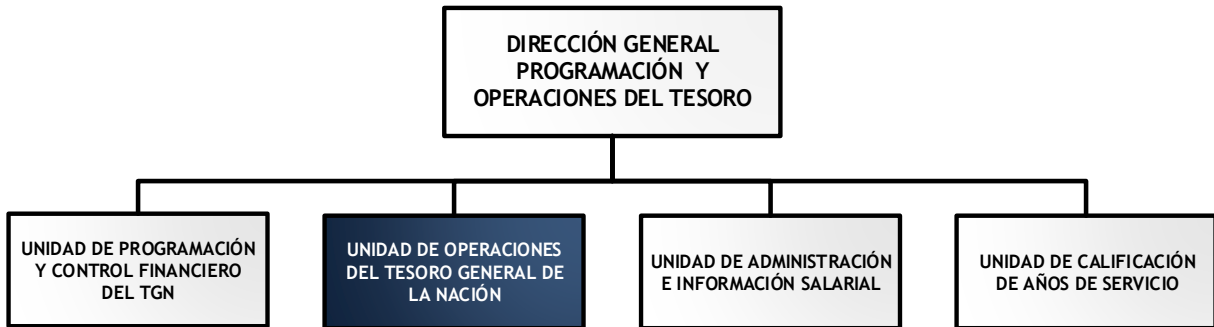 DIRECCIÓN GENERAL
PROGRAMACIÓN Y
OPERACIONES DEL TESORO
UNIDAD DE PROGRAMACIÓN
Y CONTROL FINANCIERO
DEL TGN
UNIDAD DE OPERACIONES
DEL TESORO GENERAL DE
LA NACIÓN
UNIDAD DE ADMINISTRACIÓN
E INFORMACIÓN SALARIAL
UNIDAD DE CALIFICACIÓN
DE AÑOS DE SERVICIO